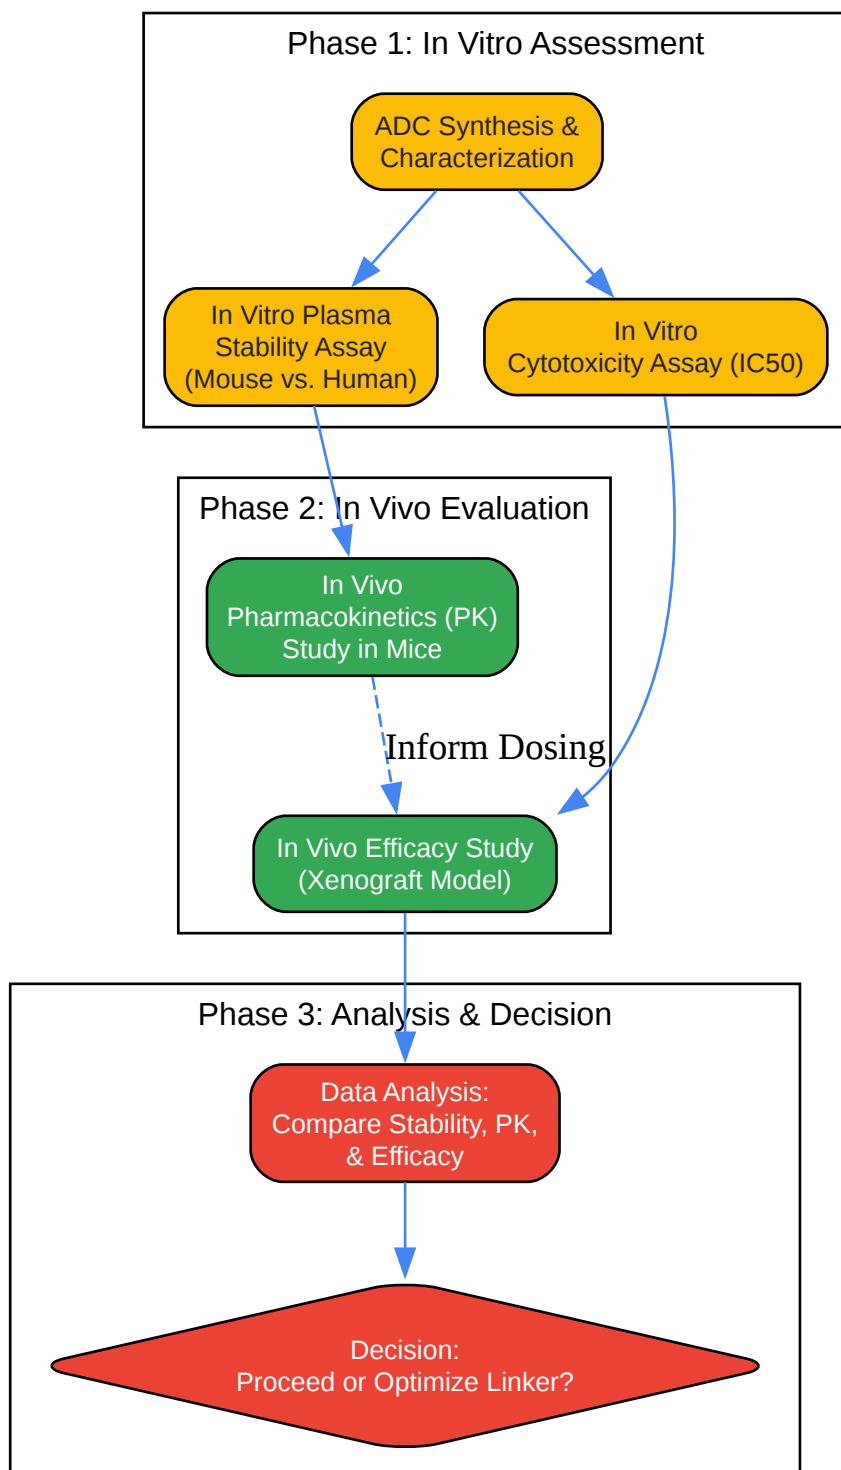 Phase 1: In Vitro Assessment
ADC Synthesis &
Characterization
In Vitro Plasma
Stability Assay
(Mouse vs. Human)
In Vitro
Cytotoxicity Assay (IC50)
Phase 2: In Vivo Evaluation
In Vivo
Pharmacokinetics (PK)
Study in Mice
Inform Dosing
In Vivo Efficacy Study
(Xenograft Model)
Phase 3: Analysis & Decision
Data Analysis:
Compare Stability, PK,
& Efficacy
Decision:
Proceed or Optimize Linker?